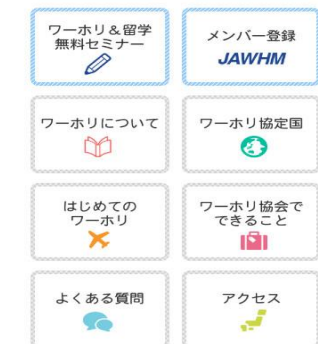 ワーホリ＆留学
無料セミナー
メンバー登録
JAWHM
ワーホリについて
ワーホリ協定国
はじめての
ワーホリ
ワーホリ協会で
できること
よくある質問
アクセス